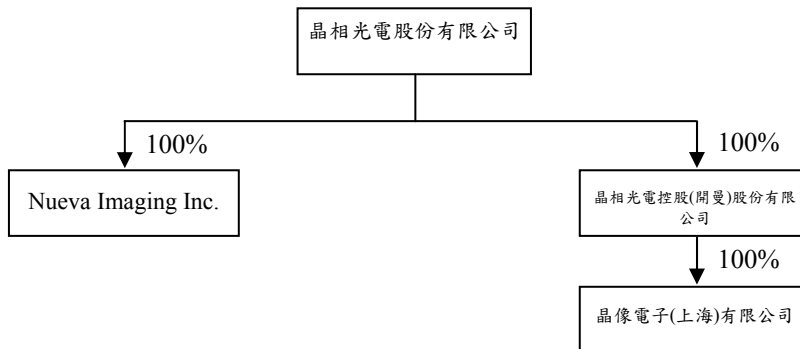 晶相光電股份有限公司
100%
100%
Nueva Imaging Inc.
晶相光電控股(開曼)股份有限
公司
100%
晶像電子(上海)有限公司